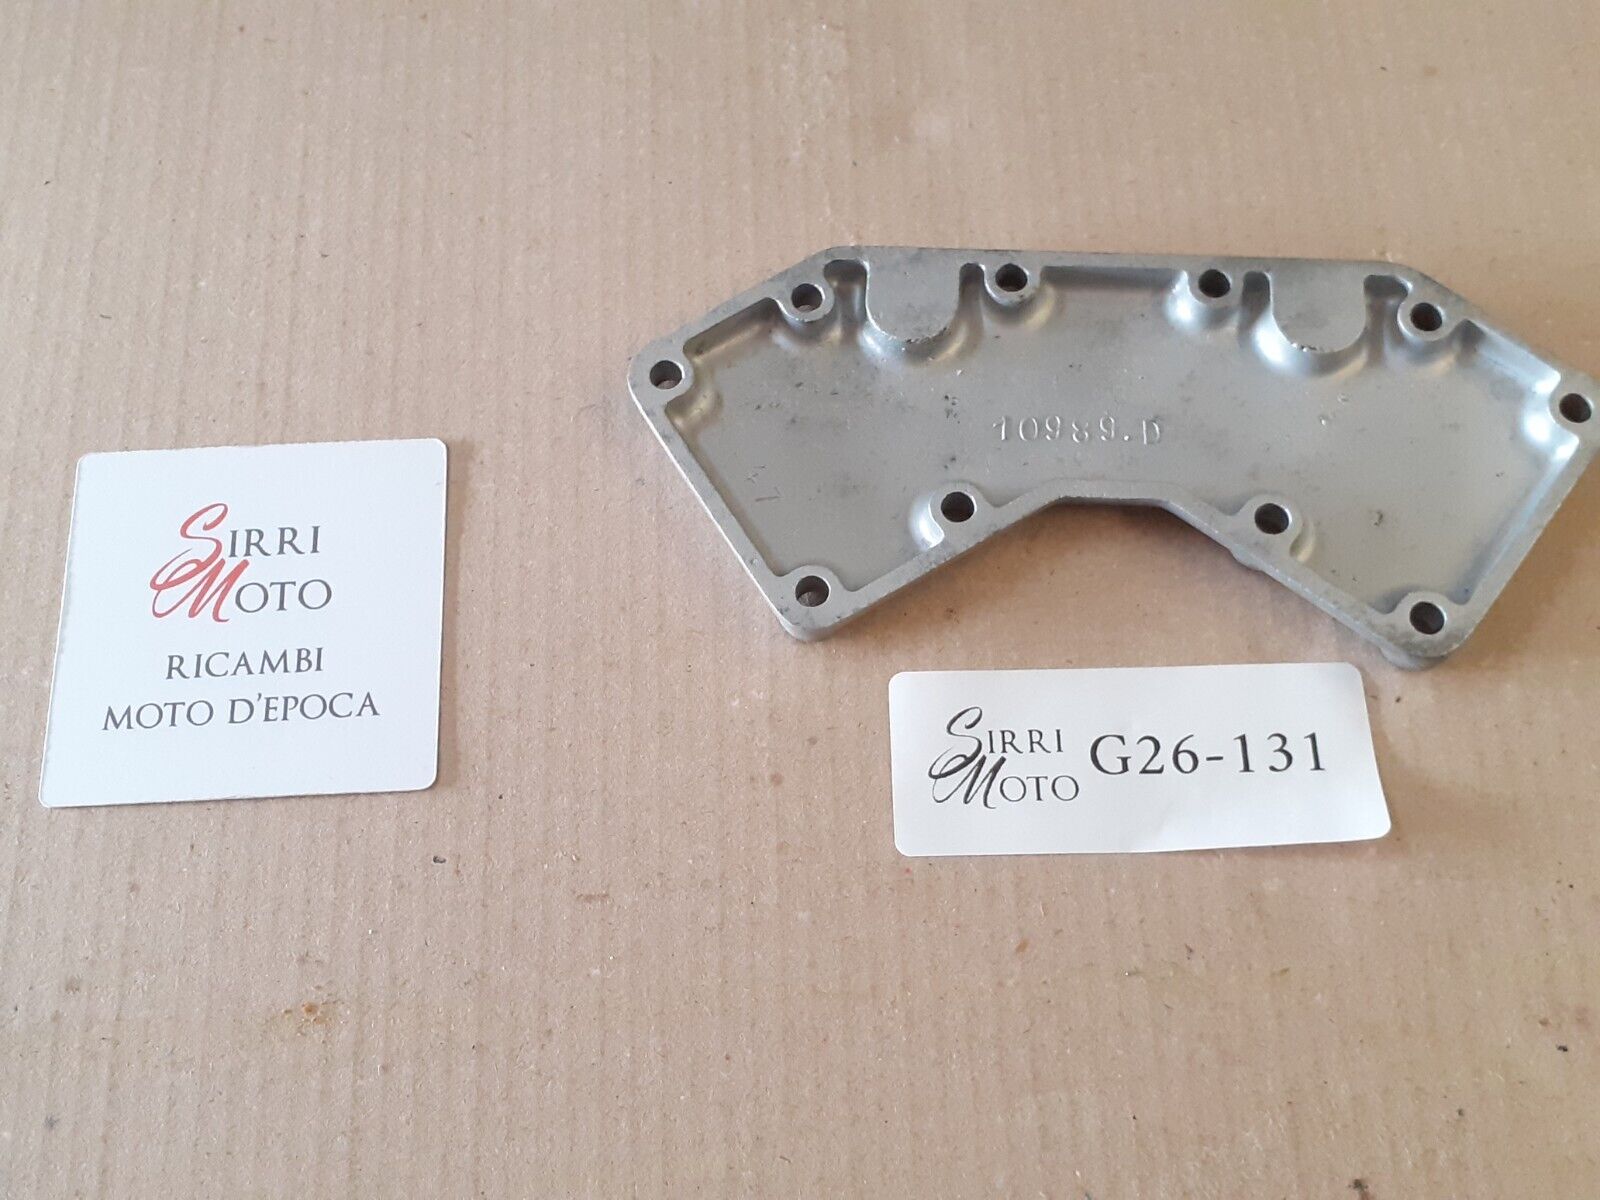 10989.D
SIRRI
MOTO
RICAMBI
MOTO D'EPOCA
SIRRI
MOTO
G26-131